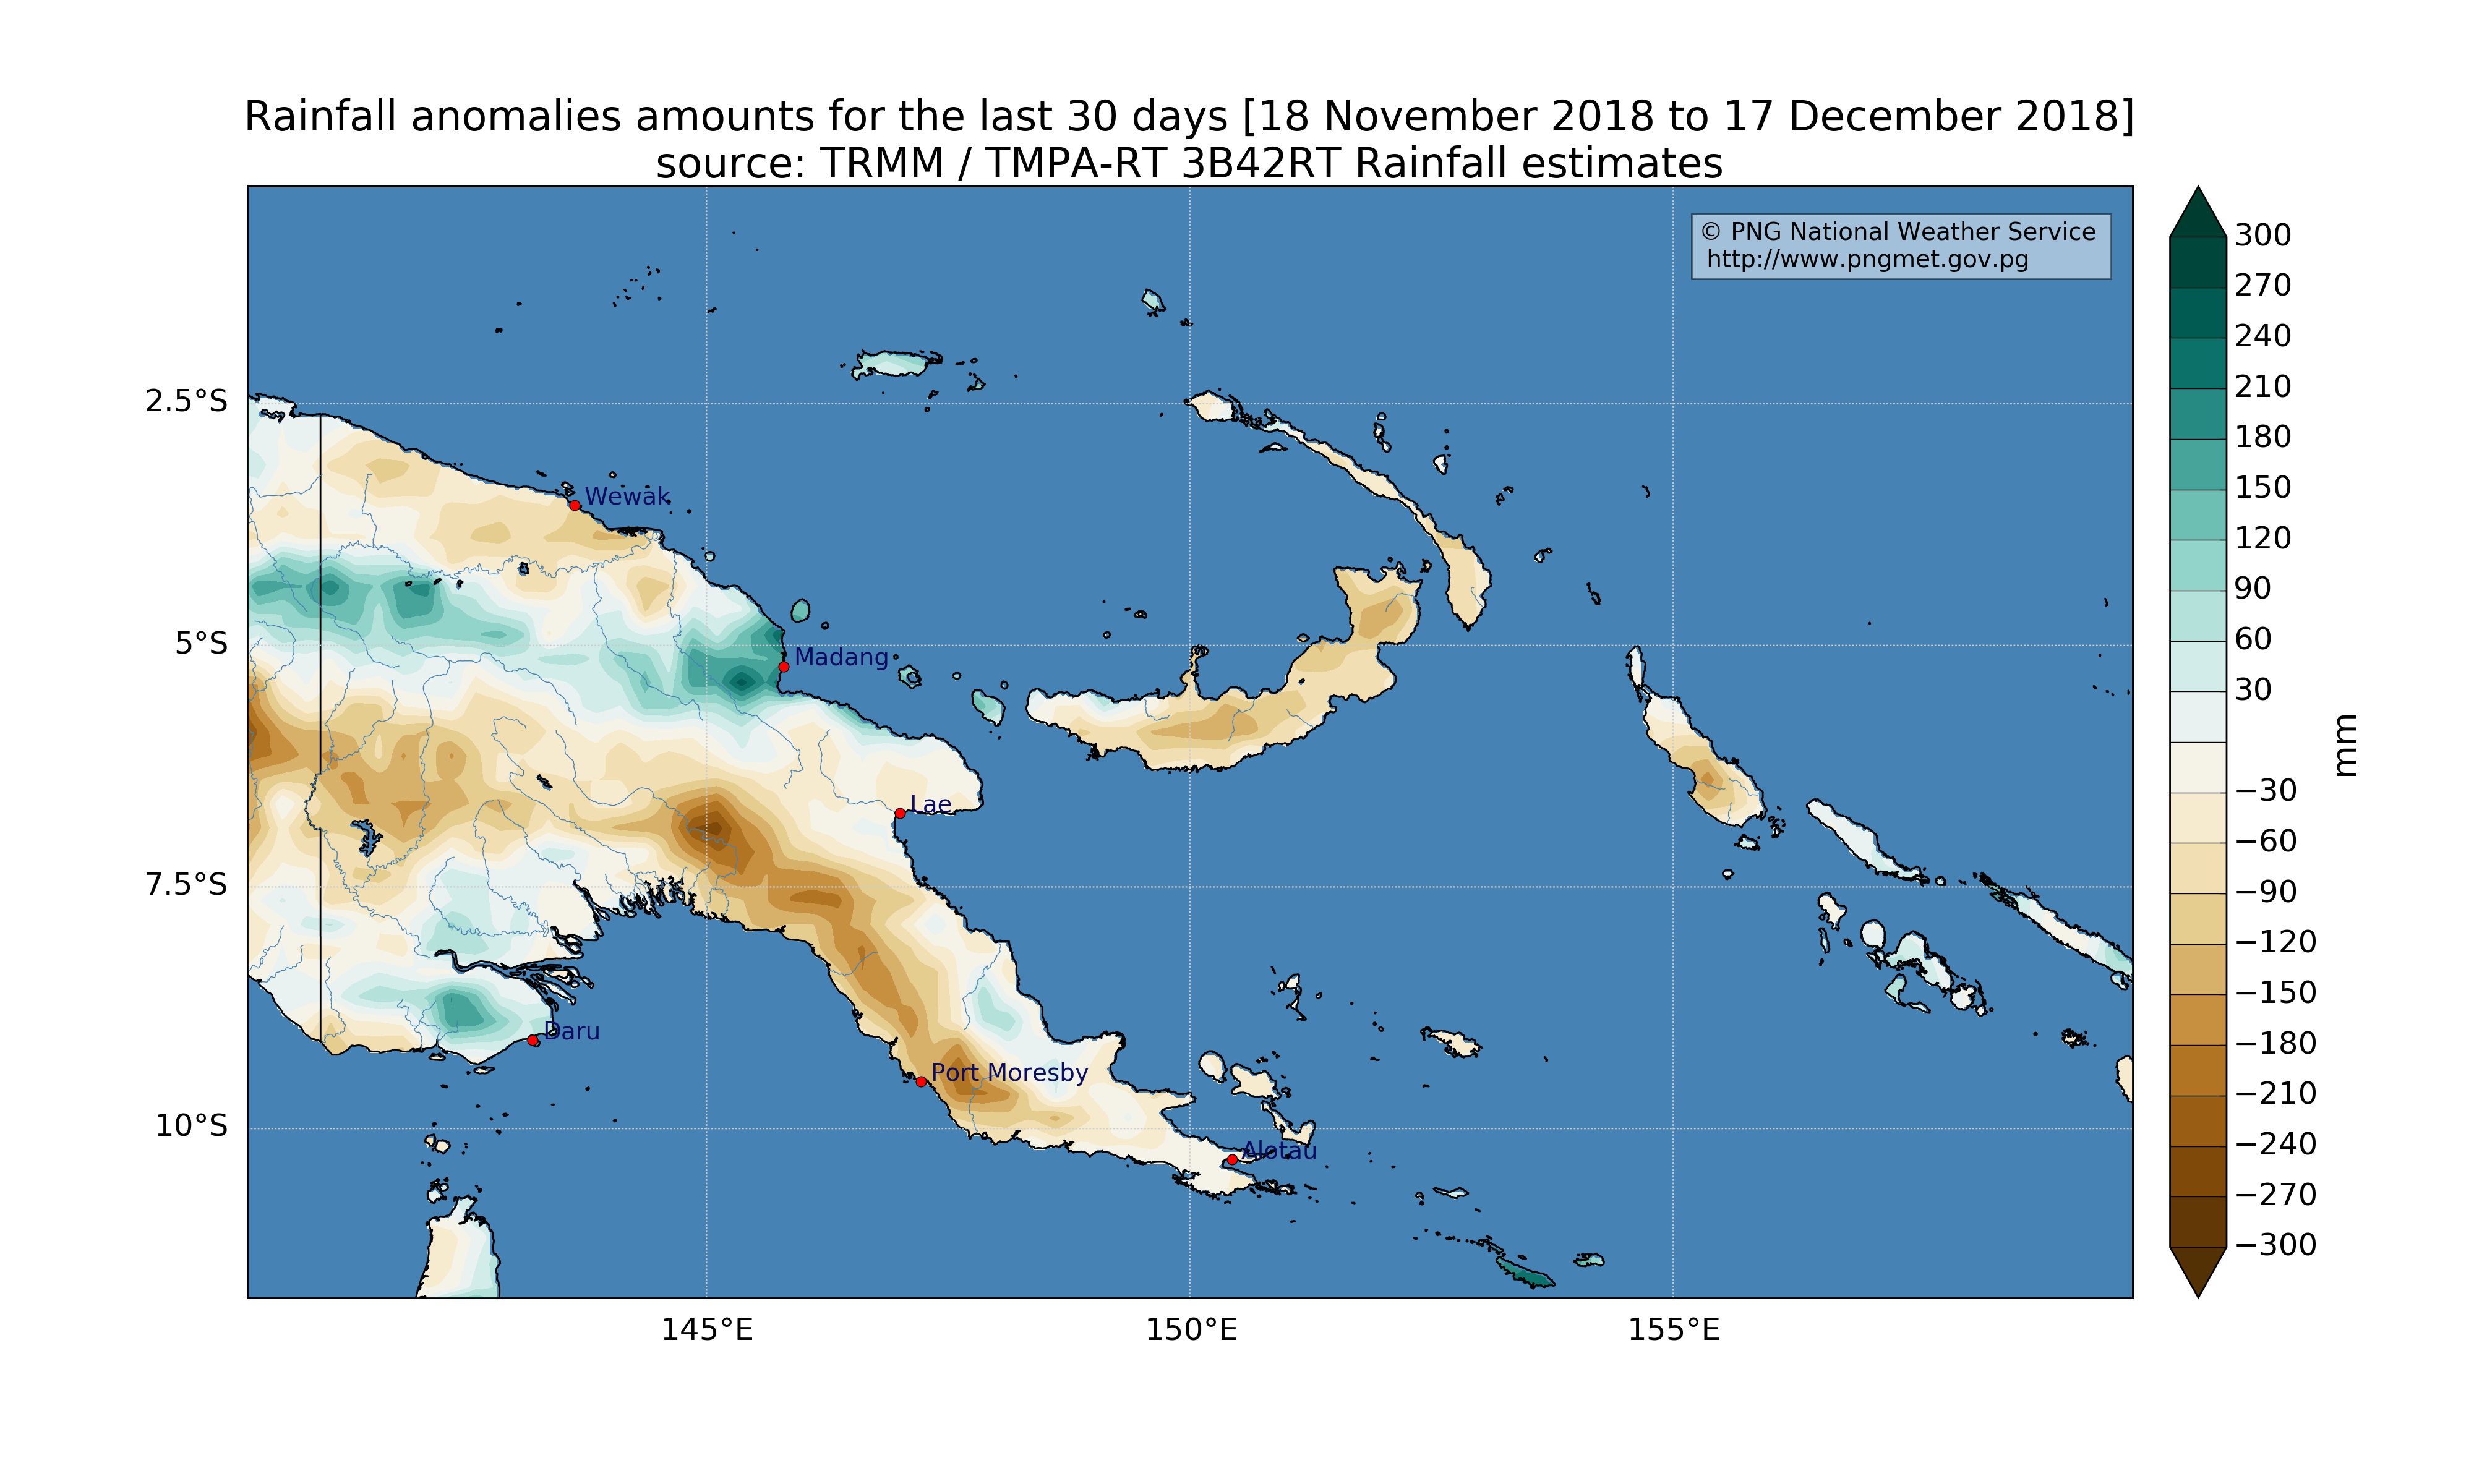 Rainfall anomalies amounts for the last 30 days [18 November 2018 to 17 December 2018]
source: TRMM / TMPA-RT 3B42RT Rainfall estimates
© PNG National Weather Service
http://www.pngmet.gov.pg
300
270
240
210
180
150
120
90
60
30
−30
−60
−90
−120
−150
−180
−210
−240
−270
−300
mm
2.5°S
5°S
7.5°S
10°S
Wewak
Madang
Lae
Daru
Port Moresby
Alotau
145°E
150°E
155°E